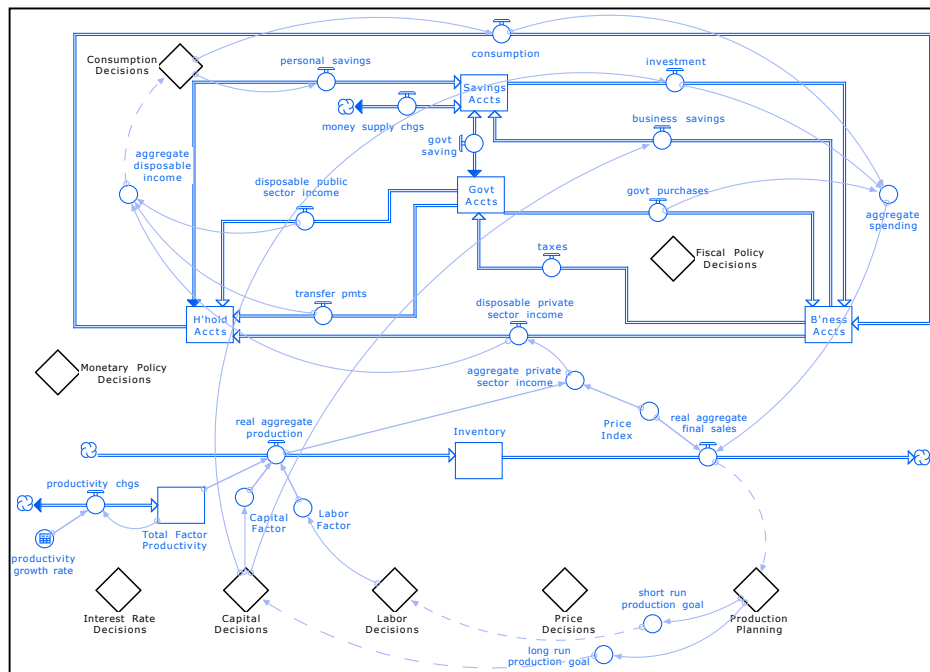 consumption
Consumption
Decisions
personal savings
investment
Savings
Accts
money supply chgs
business savings
govt
saving
aggregate
disposable
income
disposable public
sector income
Govt
Accts
govt purchases
aggregate
spending
taxes
Fiscal Policy
Decisions
transfer pmts
disposable private
sector income
H'hold
Accts
B'ness
Accts
Monetary Policy
Decisions
aggregate private
sector income
real aggregate
production
Inventory
Price
Index
real aggregate
final sales
productivity chgs
Capital
Factor
Labor
Factor
Total Factor
Productivity
productivity
growth rate
short run
production goal
Interest Rate
Decisions
Capital
Decisions
Labor
Decisions
Price
Decisions
Production
Planning
long run
production goal